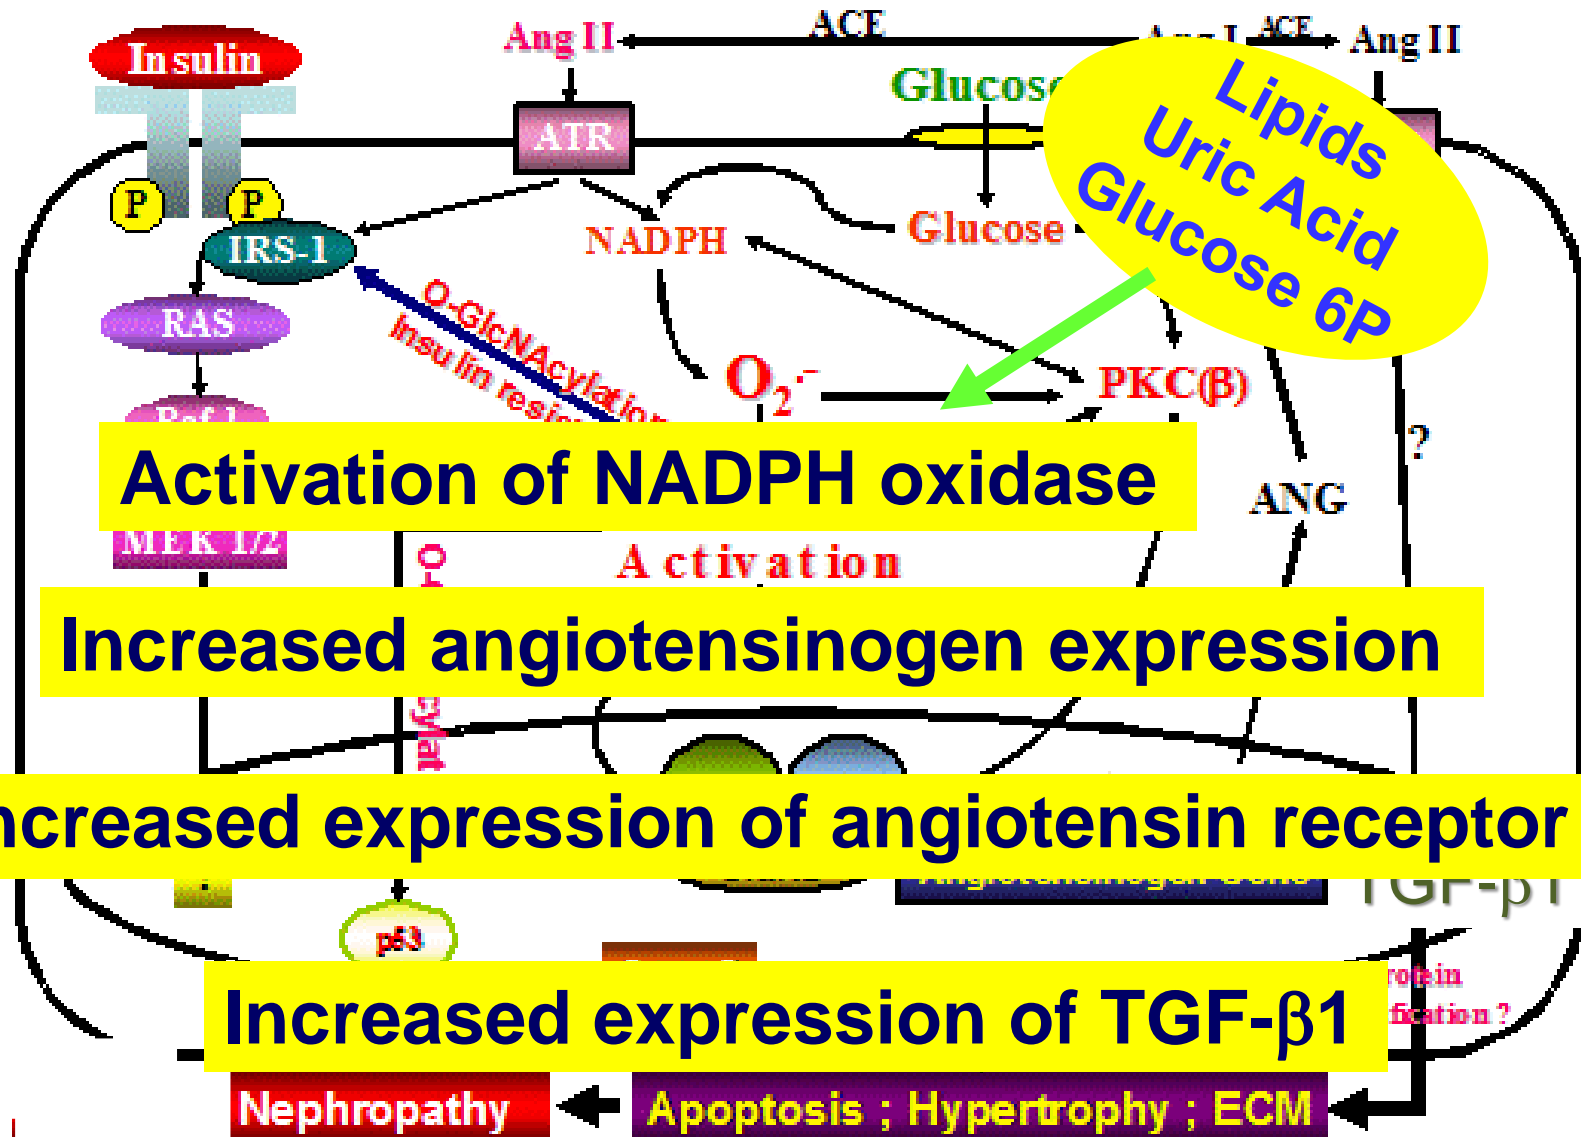 Ang II
ACE
ACE
Ang II
Insulin
Glucose
Lipids
Uric Acid
Glucose 6P
ATR
P
P
IRS-1
NADPH
Glucose
O-GlcNAcylation
Insulin
RAS
O2·-
PKC(β)
?
Activation of NADPH oxidase
ANG
MEK 1/2
Activation
Increased angiotensinogen expression
ncreased expression of angiotensin receptor
TGF-β1
p53
Increased expression of TGF-β1
?
Nephropathy
Apoptosis ; Hypertrophy ; ECM